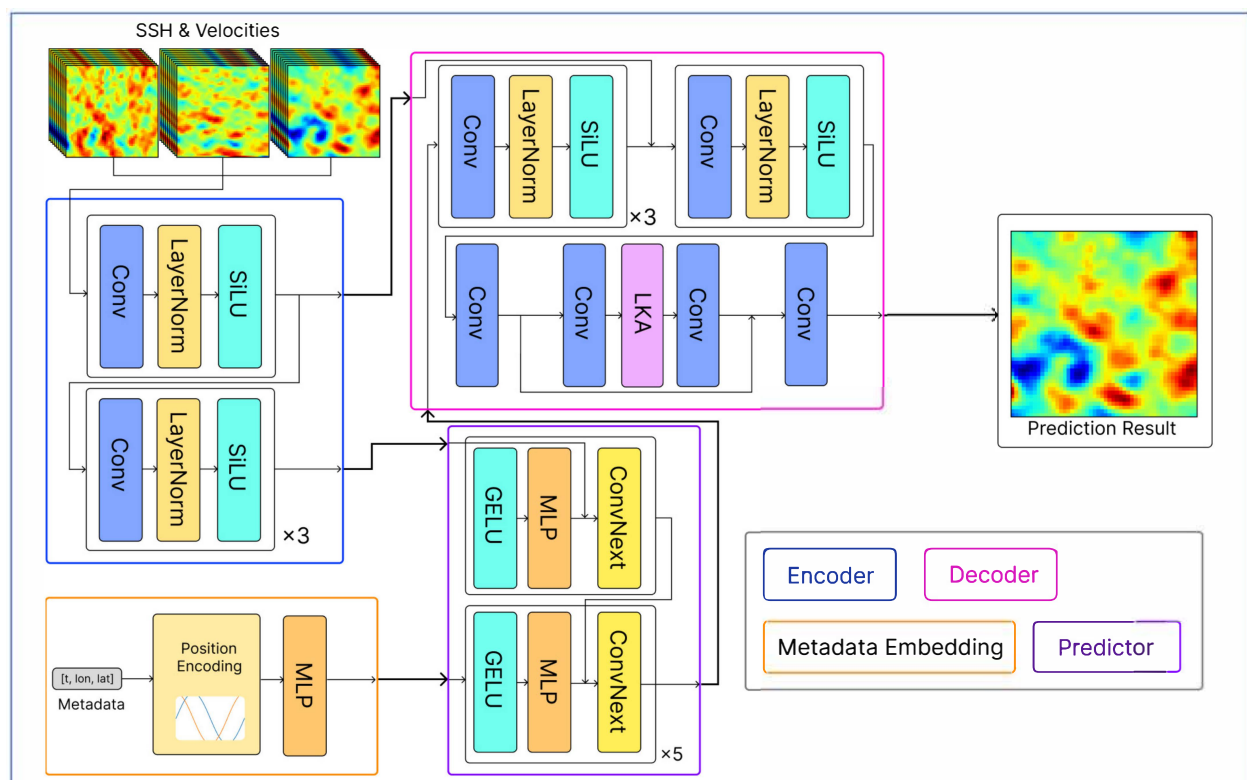 SSH & Velocities
Conv
LayerNorm
SiLU
Conv
LayerNorm
SiLU
×3
Conv
LayerNorm
SiLU
×3
Conv
LayerNorm
SiLU
Conv
Conv
LKA
Conv
Conv
Prediction Result
GELU
MLP
ConvNext
GELU
MLP
ConvNext
×5
[t, lon, lat]
Metadata
Position
Encoding
MLP
Encoder
Decoder
Metadata Embedding
Predictor